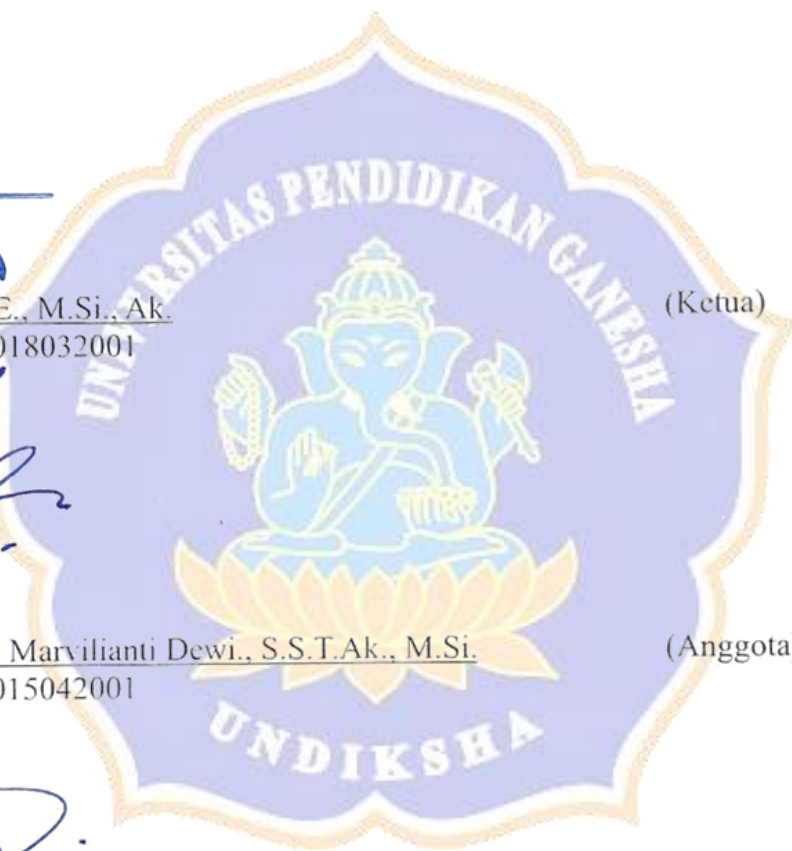 UNIVERSITAS PENDIDIKAN GANESHA
E., M.Si., Ak. (Ketua)
018032001
Marvilianti Dewi., S.S.T.Ak., M.Si. (Anggota)
015042001
UNDIKSHA